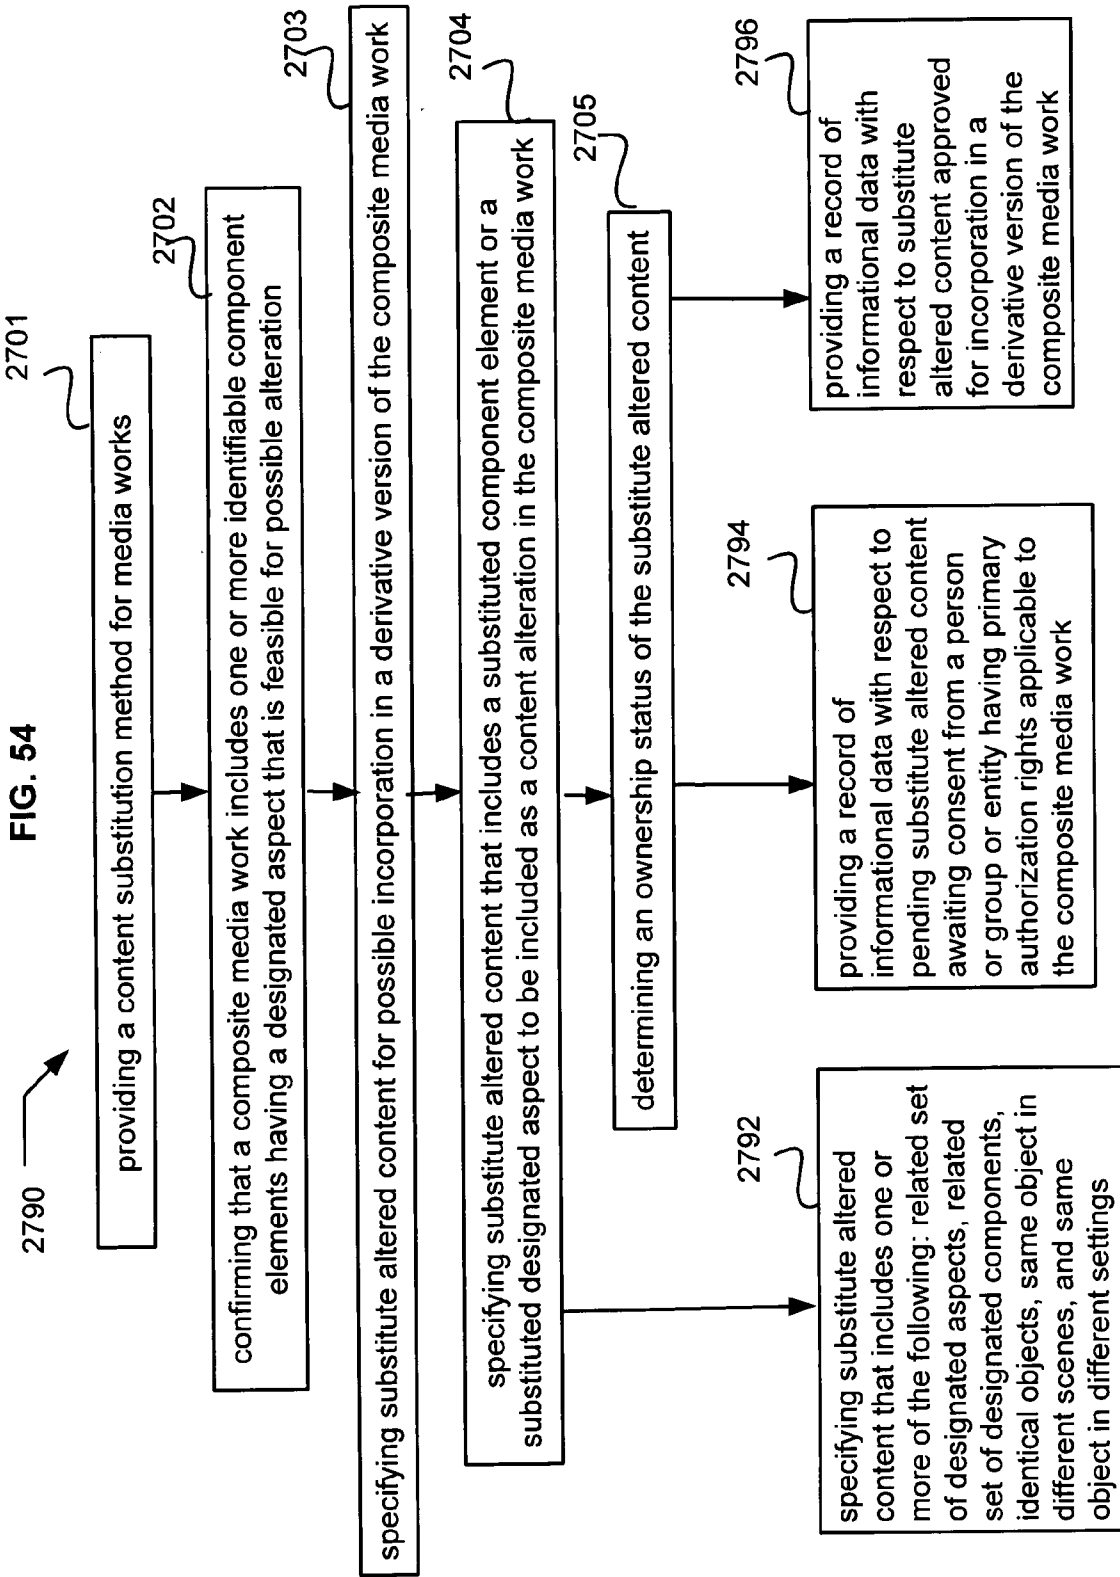 FIG. 54
2790
2701
providing a content substitution method for media works
2702
confirming that a composite media work includes one or more identifiable component
elements having a designated aspect that is feasible for possible alteration
2703
specifying substitute altered content for possible incorporation in a derivative version of the composite media work
2704
specifying substitute altered content that includes a substituted component element or a
substituted designated aspect to be included as a content alteration in the composite media work
2705
determining an ownership status of the substitute altered content
2792
specifying substitute altered
content that includes one or
more of the following: related set
of designated aspects, related
set of designated components,
identical objects, same object in
different scenes, and same
object in different settings
2794
providing a record of
informational data with respect to
pending substitute altered content
awaiting consent from a person
or group or entity having primary
authorization rights applicable to
the composite media work
2796
providing a record of
informational data with
respect to substitute
altered content approved
for incorporation in a
derivative version of the
composite media work